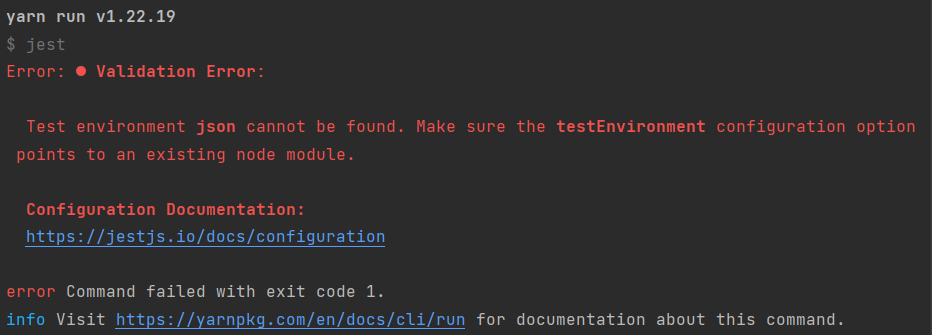 yarn run v1.22.19
$ jest
Error: ● Validation Error:
Test environment json cannot be found. Make sure the testEnvironment configuration option
points to an existing node module.
Configuration Documentation:
https://jestjs.io/docs/configuration
error Command failed with exit code 1.
info Visit https://yarnpkg.com/en/docs/cli/run for documentation about this command.